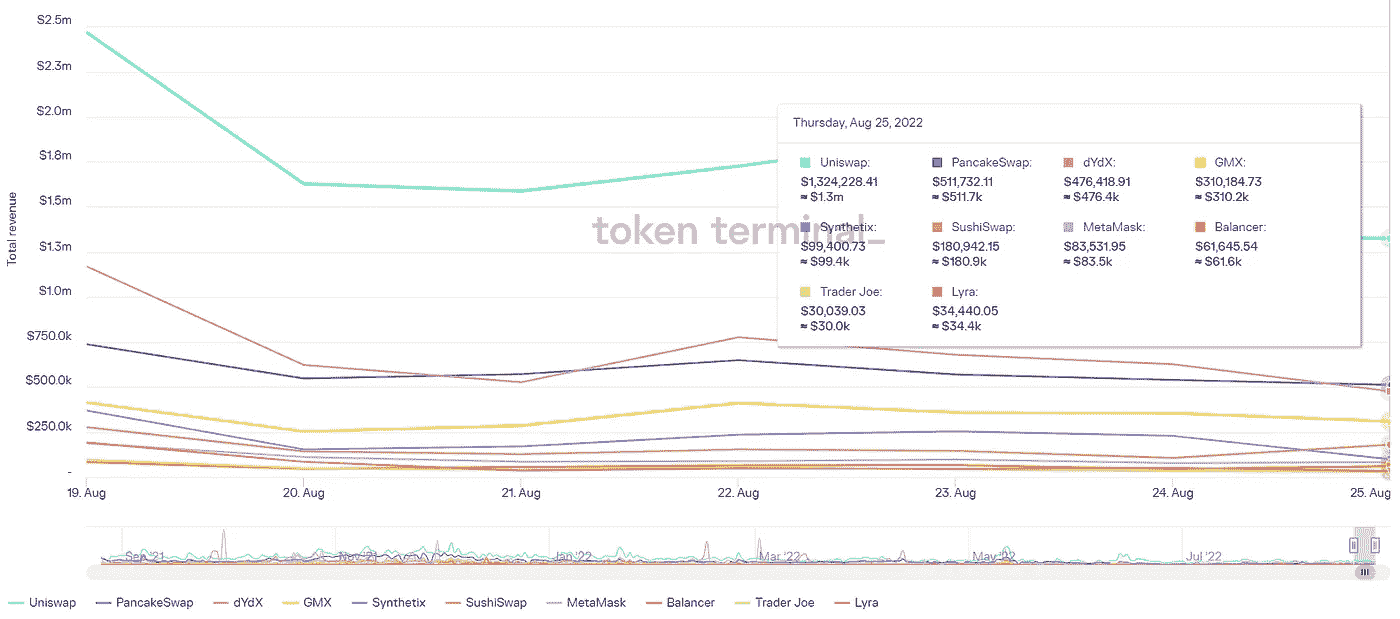 $2.5m
$2.3m
$2.0m
$1.8m
$1.5m
$1.3m
$1.0m
$750.0k
$500.0k
$250.0k
-
Total revenue
token terminal_
Thursday, Aug 25, 2022
Uniswap: PancakeSwap: dYdX: GMX:
$1,324,228.41 $511,732.11 $476,418.91 $310,184.73
≈ $1.3m ≈ $511.7k ≈ $476.4k ≈ $310.2k
Synthetix: SushiSwap: MetaMask: Balancer:
$99,400.73 $180,942.15 $83,531.95 $61,645.54
≈ $99.4k ≈ $180.9k ≈ $83.5k ≈ $61.6k
Trader Joe: Lyra:
$30,039.03 $34,440.05
≈ $30.0k ≈ $34.4k
19. Aug 20. Aug 21. Aug 22. Aug 23. Aug 24. Aug 25. Aug
Sep '21 Nov '21 Jan '22 Mar '22 May '22 Jul '22
Uniswap PancakeSwap dYdX GMX Synthetix SushiSwap MetaMask Balancer Trader Joe Lyra